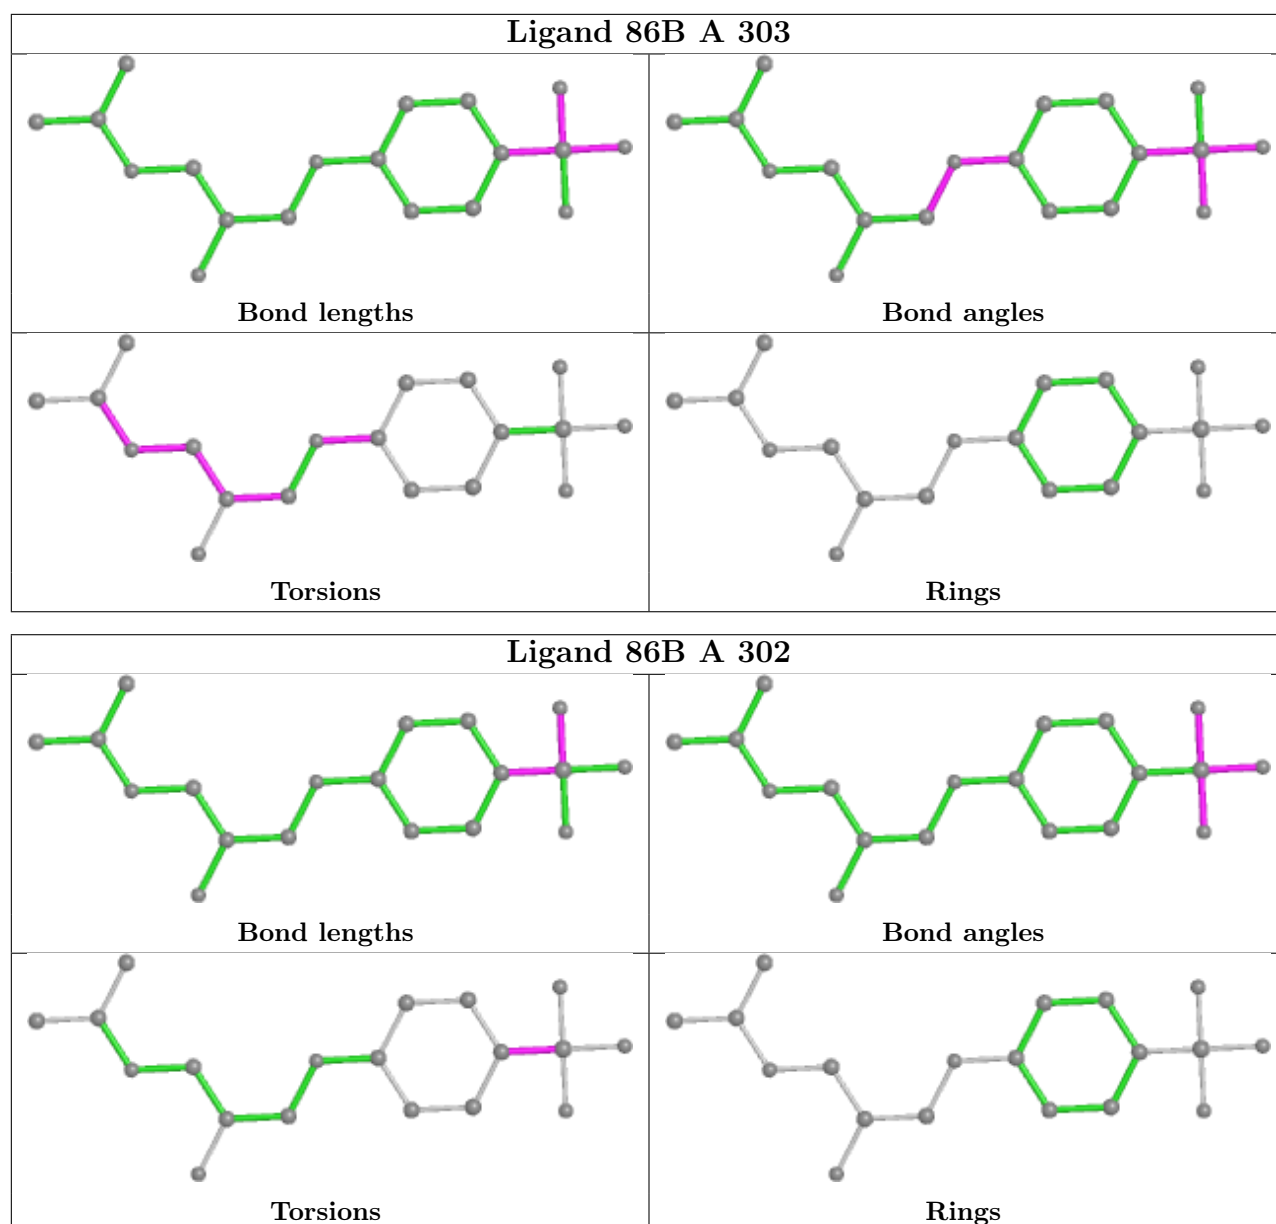 Ligand 86B A 303
Bond lengths
Bond angles
Torsions
Rings
Ligand 86B A 302
Bond lengths
Bond angles
Torsions
Rings